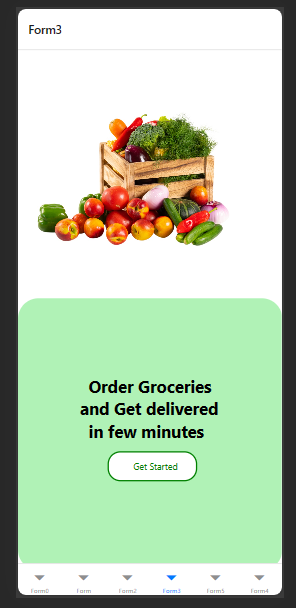 Form3
Order Groceries
and Get delivered
in few minutes
Get Started
Form0 Form Form2 Form3 Form5 Form4